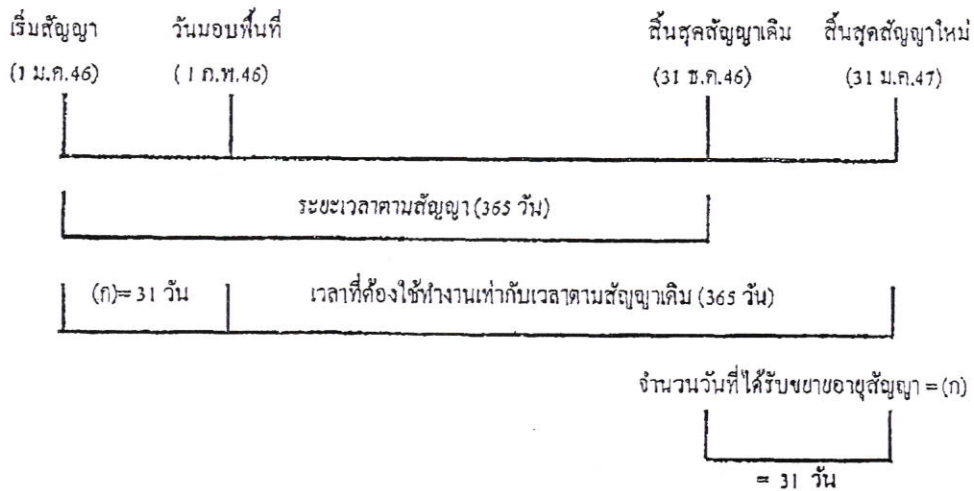 เริ่มสัญญา วันมอบพื้นที่ สิ้นสุดสัญญาเดิม สิ้นสุดสัญญาใหม่
(1 ม.ค.46) (1 ก.พ.46) (31 ธ.ค.46) (31 ม.ค.47)
ระยะเวลาตามสัญญา (365 วัน)
(ก)= 31 วัน เวลาที่ต้องใช้ทำงานเท่ากับเวลาตามสัญญาเดิม (365 วัน)
จำนวนวันที่ได้รับขยายอายุสัญญา = (ก)
= 31 วัน